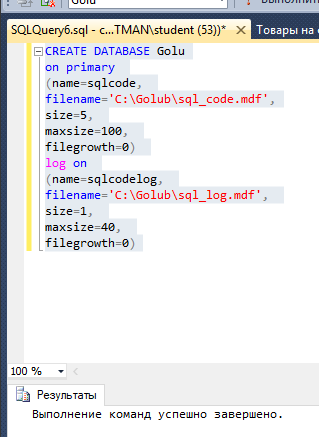 Golu
SQLQuery6.sql - c...TMAN\student (53))*
Товары на
CREATE DATABASE Golu
on primary
(name=sqlcode,
filename='C:\Golub\sql_code.mdf',
size=5,
maxsize=100,
filegrowth=0)
log on
(name=sqlcodelog,
filename='C:\Golub\sql_log.mdf',
size=1,
maxsize=40,
filegrowth=0)
100 %
Результаты
Выполнение команд успешно завершено.